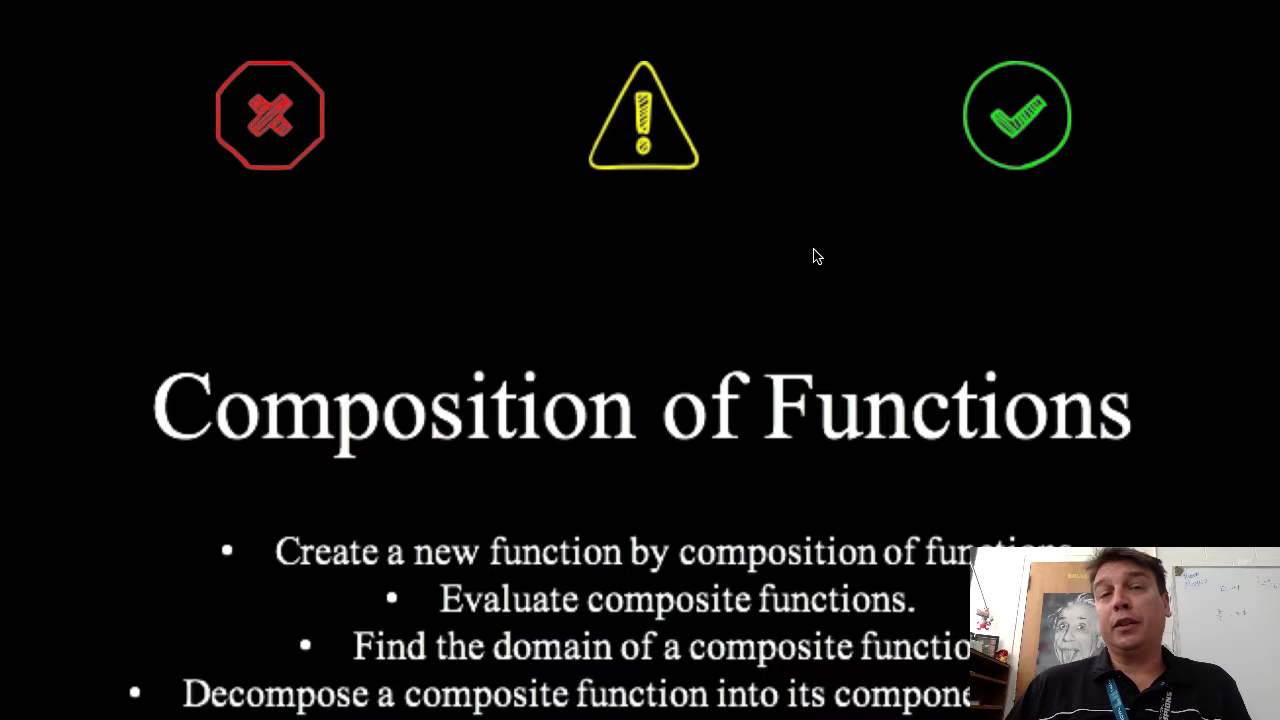 Composition of Functions
• Create a new function by composition of functions.
• Evaluate composite functions.
• Find the domain of a composite functio
• Decompose a composite function into its compone